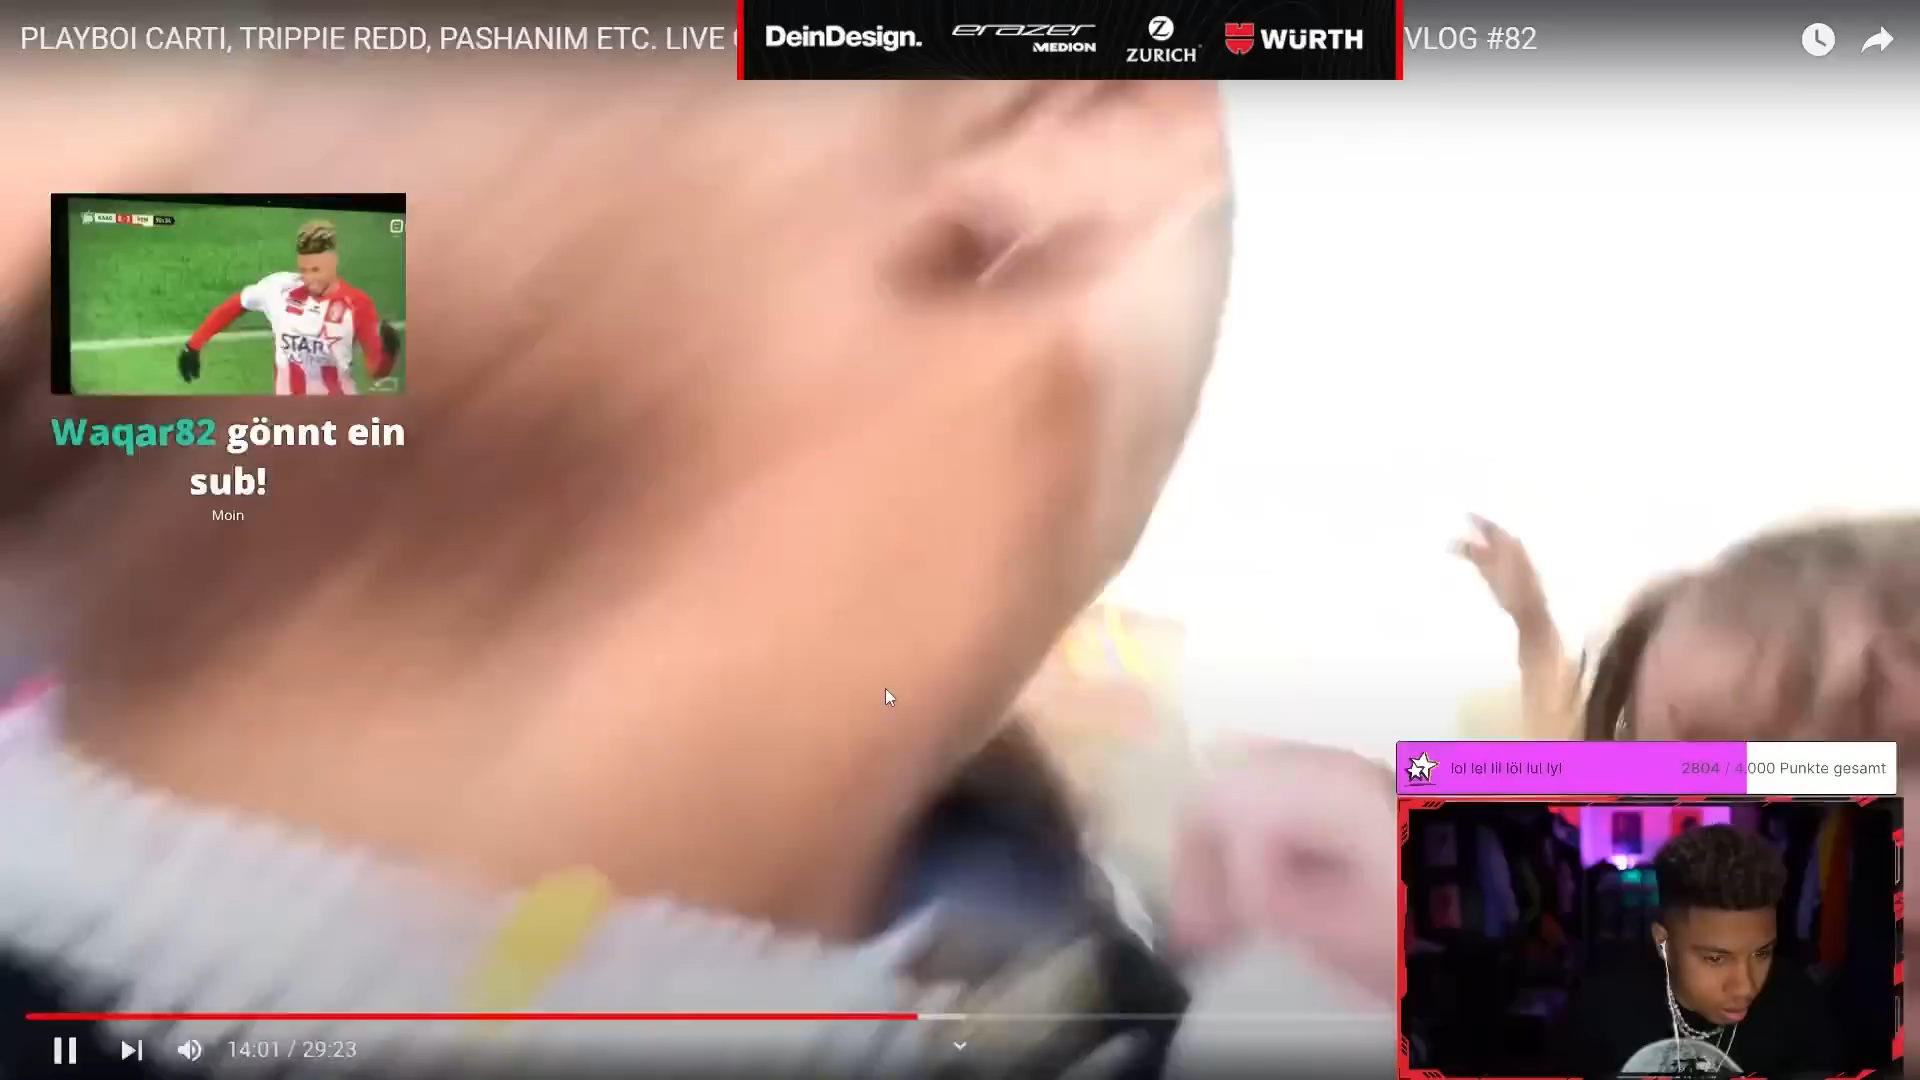 PLAYBOI CARTI, TRIPPIE REDD, PASHANIM ETC. LIVE
DeinDesign.
erazer
MEDION
ZURICH
WÜRTH
VLOG #82
STAR
Waqar82 gönnt ein
sub!
Moin
lol lel lil löl lul lyl
2804 / 4.000 Punkte gesamt
14:01 / 29:23